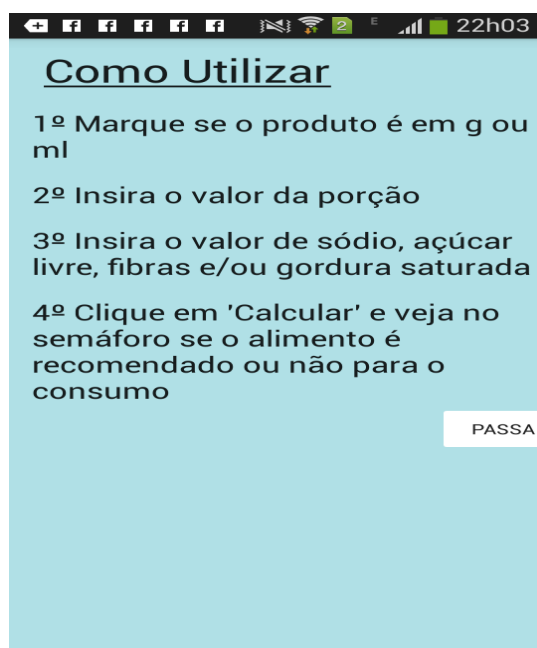 2 E 22h03
Como Utilizar
1º Marque se o produto é em g ou
ml
2º Insira o valor da porção
3º Insira o valor de sódio, açúcar
livre, fibras e/ou gordura saturada
4º Clique em 'Calcular' e veja no
semáforo se o alimento é
recomendado ou não para o
consumo
PASSA